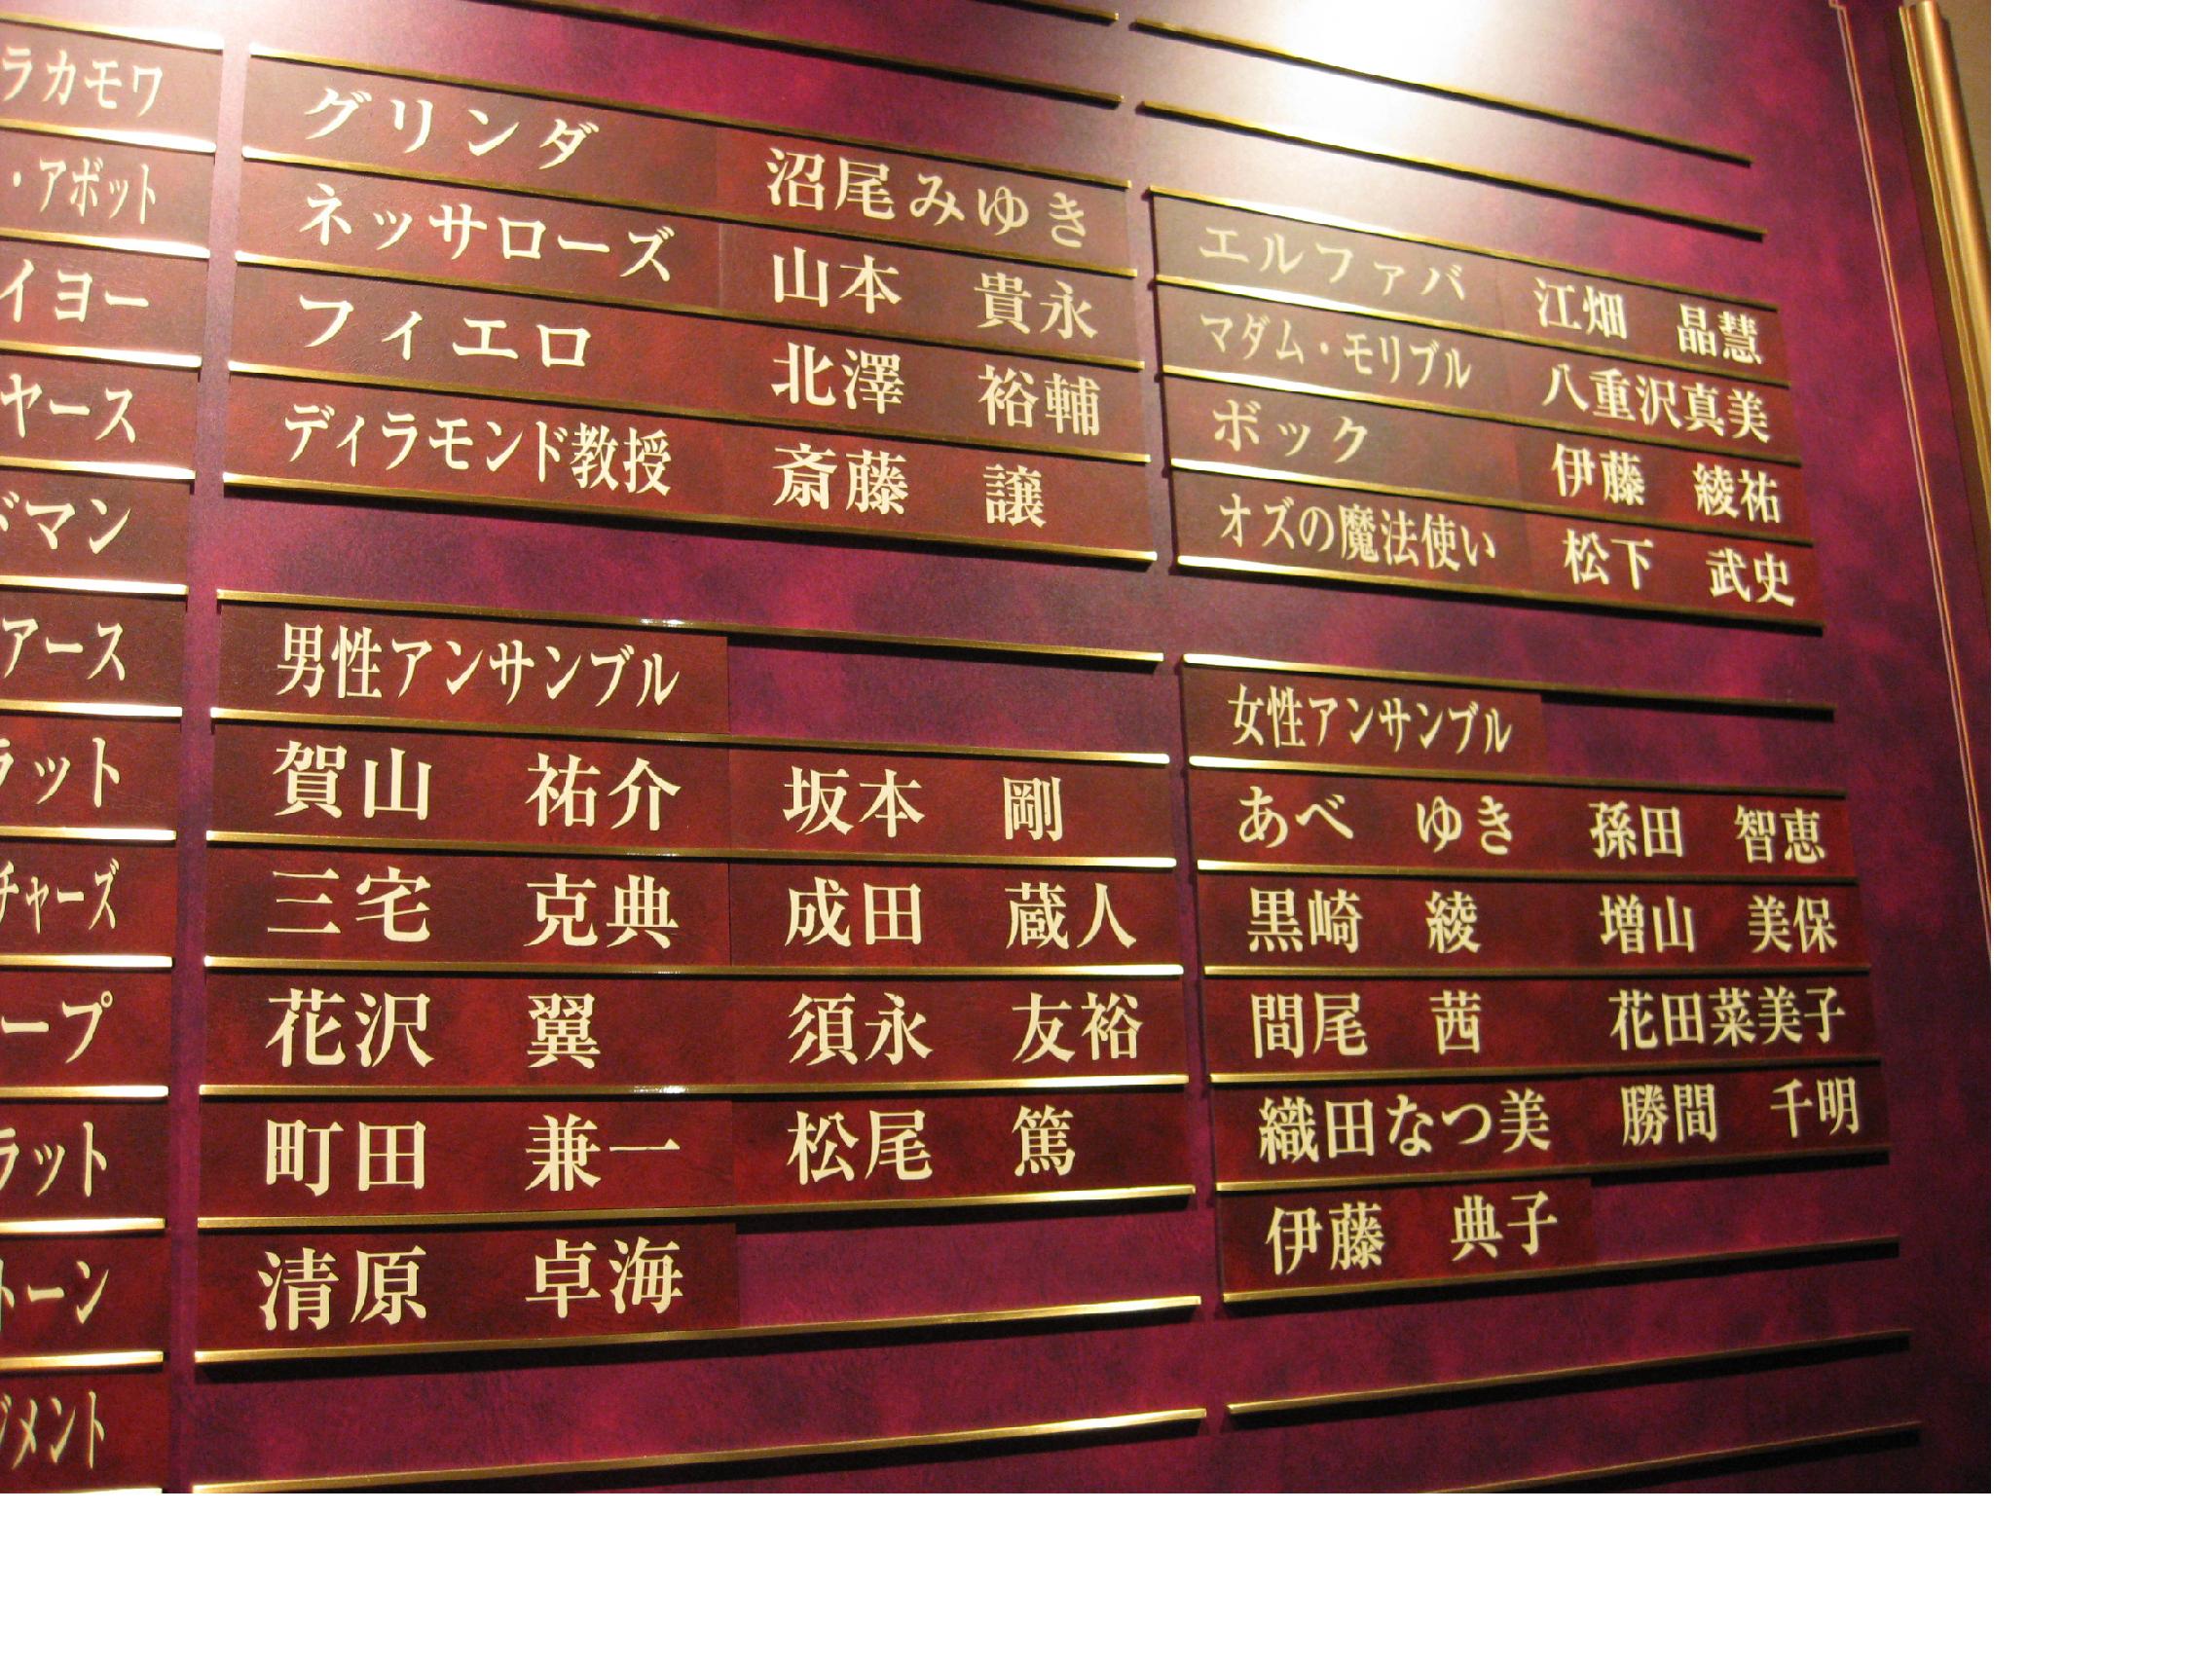 ラカモワ
・アボット
イヨー
ヤース
ドマン
アース
ラット
チャーズ
ープ
ラット
トーン
ジメント
グリンダ 沼尾みゆき
ネッサローズ 山本 貴永
フィエロ 北澤 裕輔
ディラモンド教授 斎藤 譲
エルファバ 江畑 晶慧
マダム・モリブル 八重沢真美
ボック 伊藤 綾祐
オズの魔法使い 松下 武史
男性アンサンブル
賀山 祐介 坂本 剛
三宅 克典 成田 蔵人
花沢 翼 須永 友裕
町田 兼一 松尾 篤
清原 卓海
女性アンサンブル
あべ ゆき 孫田 智恵
黒崎 綾 増山 美保
間尾 茜 花田菜美子
織田なつ美 勝間 千明
伊藤 典子